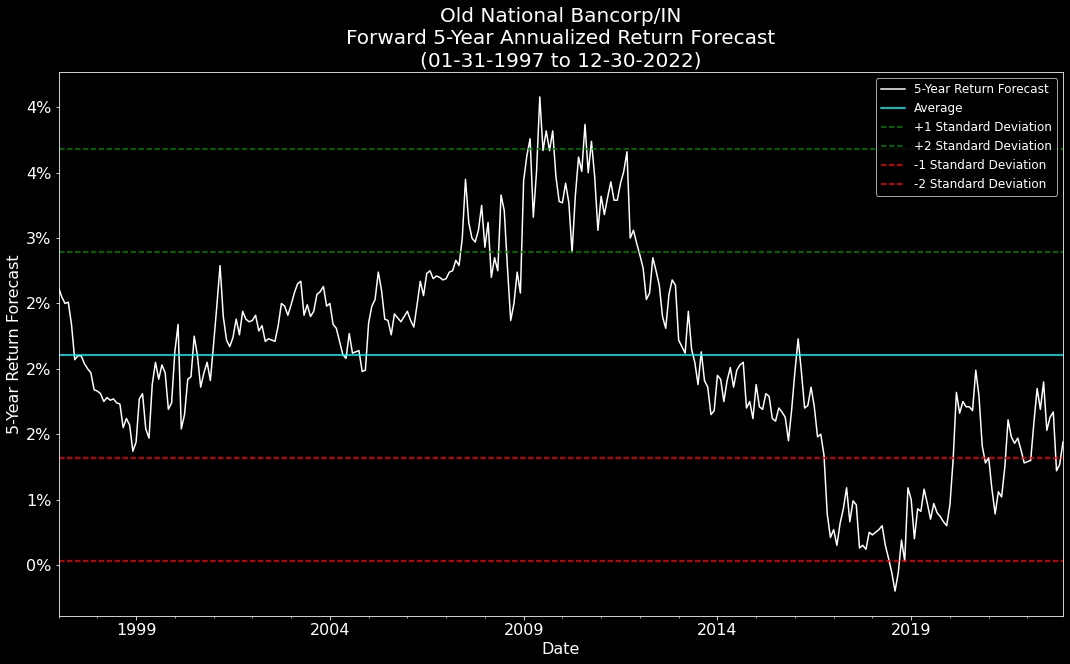 Old National Bancorp/IN
Forward 5-Year Annualized Return Forecast
(01-31-1997 to 12-30-2022)
5-Year Return Forecast
Average
+1 Standard Deviation
+2 Standard Deviation
-1 Standard Deviation
-2 Standard Deviation
5-Year Return Forecast
4%
4%
3%
2%
2%
2%
1%
0%
1999
2004
2009
2014
2019
Date